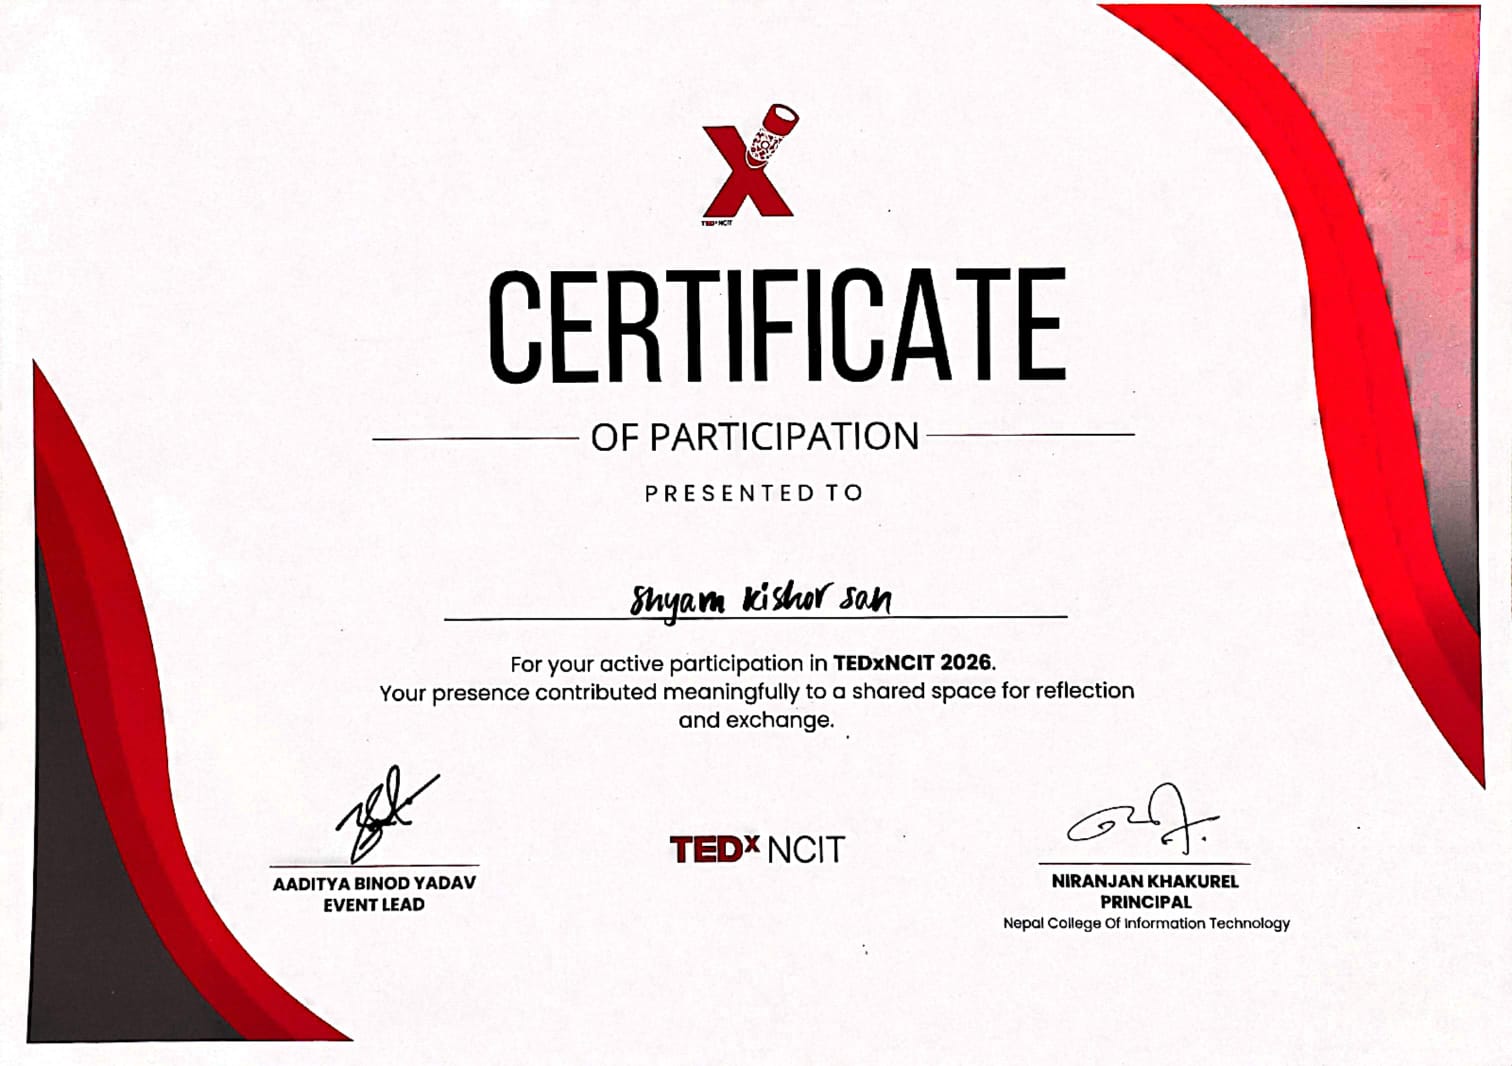 TEDxNCIT
CERTIFICATE
OF PARTICIPATION
PRESENTED TO
Shyam Kishor Sah
For your active participation in TEDxNCIT 2026.
Your presence contributed meaningfully to a shared space for reflection
and exchange.
TEDx NCIT
AADITYA BINOD YADAV
EVENT LEAD
NIRANJAN KHAKUREL
PRINCIPAL
Nepal College Of Information Technology